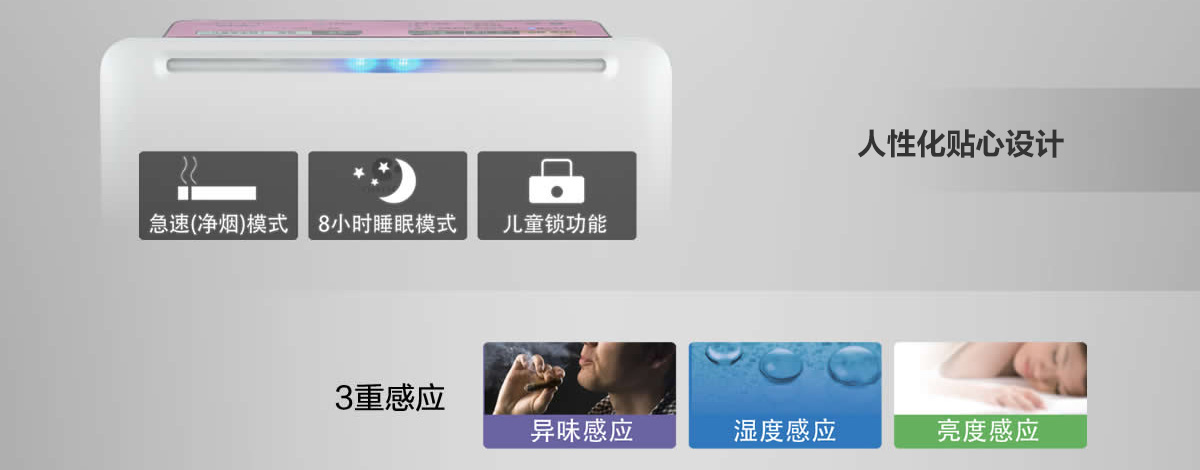 人性化贴心设计
急速(净烟)模式
8小时睡眠模式
儿童锁功能
3重感应
异味感应
湿度感应
亮度感应